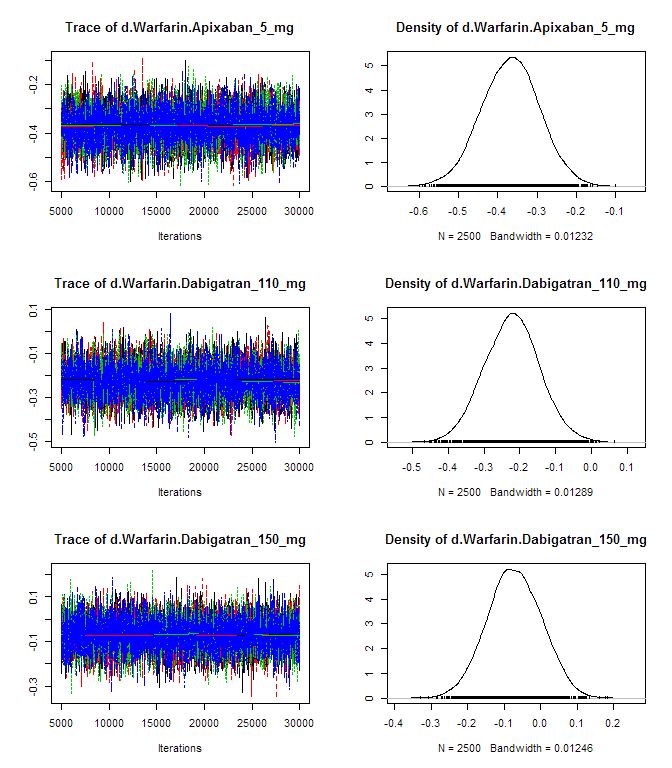 Trace of d.Warfarin.Apixaban_5_mg
-0.6 -0.4 -0.2
5000 10000 15000 20000 25000 30000
Iterations
Density of d.Warfarin.Apixaban_5_mg
0 1 2 3 4 5
-0.6 -0.5 -0.4 -0.3 -0.2 -0.1
N = 2500 Bandwidth = 0.01232
Trace of d.Warfarin.Dabigatran_110_mg
-0.5 -0.3 -0.1 0.1
5000 10000 15000 20000 25000 30000
Iterations
Density of d.Warfarin.Dabigatran_110_mg
0 1 2 3 4 5
-0.5 -0.4 -0.3 -0.2 -0.1 0.0 0.1
N = 2500 Bandwidth = 0.01289
Trace of d.Warfarin.Dabigatran_150_mg
-0.3 -0.1 0.1
5000 10000 15000 20000 25000 30000
Iterations
Density of d.Warfarin.Dabigatran_150_mg
0 1 2 3 4 5
-0.4 -0.3 -0.2 -0.1 0.0 0.1 0.2
N = 2500 Bandwidth = 0.01246